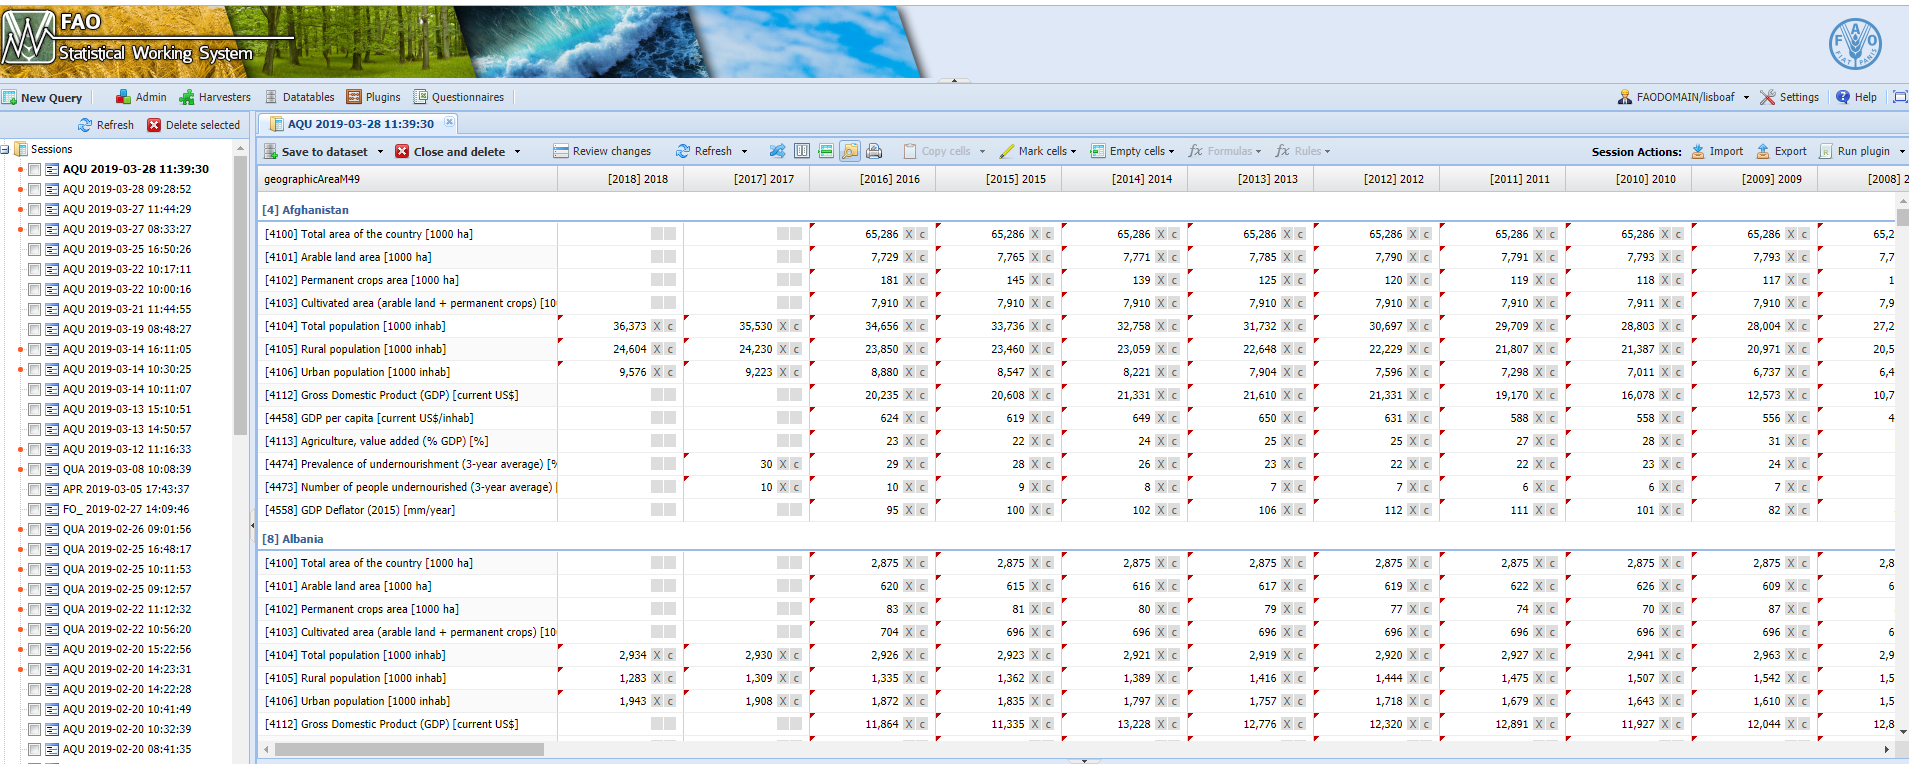 FAO
Statistical Working System
F A O
FIAT PANIS
New Query Admin Harvesters Datatables Plugins Questionnaires FAODOMAIN/lisboaf Settings Help
Refresh Delete selected
AQU 2019-03-28 11:39:30
Sessions
AQU 2019-03-28 11:39:30
AQU 2019-03-28 09:28:52
AQU 2019-03-27 11:44:29
AQU 2019-03-27 08:33:27
AQU 2019-03-25 16:50:26
AQU 2019-03-22 10:17:11
AQU 2019-03-22 10:00:16
AQU 2019-03-21 11:44:55
AQU 2019-03-19 08:48:27
AQU 2019-03-14 16:11:05
AQU 2019-03-14 10:30:25
AQU 2019-03-14 10:11:07
AQU 2019-03-13 15:10:51
AQU 2019-03-13 14:50:57
AQU 2019-03-12 11:16:33
QUA 2019-03-08 10:08:39
APR 2019-03-05 17:43:37
FO_ 2019-02-27 14:09:46
QUA 2019-02-26 09:01:56
QUA 2019-02-25 16:48:17
QUA 2019-02-25 10:11:53
QUA 2019-02-25 09:12:57
QUA 2019-02-22 11:12:32
QUA 2019-02-22 10:56:20
AQU 2019-02-20 15:22:56
AQU 2019-02-20 14:23:31
AQU 2019-02-20 14:22:28
AQU 2019-02-20 10:41:49
AQU 2019-02-20 10:32:39
AQU 2019-02-20 08:41:35
Save to dataset Close and delete Review changes Refresh Copy cells Mark cells Empty cells fx Formulas fx Rules Session Actions: Import Export Run plugin
geographicAreaM49 [2018] 2018 [2017] 2017 [2016] 2016 [2015] 2015 [2014] 2014 [2013] 2013 [2012] 2012 [2011] 2011 [2010] 2010 [2009] 2009 [2008] 2
[4] Afghanistan
[4100] Total area of the country [1000 ha] 65,286 X c 65,286 X c 65,286 X c 65,286 X c 65,286 X c 65,286 X c 65,286 X c 65,286 X c 65,2
[4101] Arable land area [1000 ha] 7,729 X c 7,765 X c 7,771 X c 7,785 X c 7,790 X c 7,791 X c 7,793 X c 7,793 X c 7,7
[4102] Permanent crops area [1000 ha] 181 X c 145 X c 139 X c 125 X c 120 X c 119 X c 118 X c 117 X c 1
[4103] Cultivated area (arable land + permanent crops) [10 7,910 X c 7,910 X c 7,910 X c 7,910 X c 7,910 X c 7,910 X c 7,911 X c 7,910 X c 7,9
[4104] Total population [1000 inhab] 36,373 X c 35,530 X c 34,656 X c 33,736 X c 32,758 X c 31,732 X c 30,697 X c 29,709 X c 28,803 X c 28,004 X c 27,2
[4105] Rural population [1000 inhab] 24,604 X c 24,230 X c 23,850 X c 23,460 X c 23,059 X c 22,648 X c 22,229 X c 21,807 X c 21,387 X c 20,971 X c 20,5
[4106] Urban population [1000 inhab] 9,576 X c 9,223 X c 8,880 X c 8,547 X c 8,221 X c 7,904 X c 7,596 X c 7,298 X c 7,011 X c 6,737 X c 6,4
[4112] Gross Domestic Product (GDP) [current US$] 20,235 X c 20,608 X c 21,331 X c 21,610 X c 21,331 X c 19,170 X c 16,078 X c 12,573 X c 10,7
[4458] GDP per capita [current US$/inhab] 624 X c 619 X c 649 X c 650 X c 631 X c 588 X c 558 X c 556 X c 4
[4113] Agriculture, value added (% GDP) [%] 23 X c 22 X c 24 X c 25 X c 25 X c 27 X c 28 X c 31 X c
[4474] Prevalence of undernourishment (3-year average) [% 30 X c 29 X c 28 X c 26 X c 23 X c 22 X c 22 X c 23 X c 24 X c
[4473] Number of people undernourished (3-year average) [ 10 X c 10 X c 9 X c 8 X c 7 X c 7 X c 6 X c 6 X c 7 X c
[4558] GDP Deflator (2015) [mm/year] 95 X c 100 X c 102 X c 106 X c 112 X c 111 X c 101 X c 82 X c
[8] Albania
[4100] Total area of the country [1000 ha] 2,875 X c 2,875 X c 2,875 X c 2,875 X c 2,875 X c 2,875 X c 2,875 X c 2,875 X c 2,8
[4101] Arable land area [1000 ha] 620 X c 615 X c 616 X c 617 X c 619 X c 622 X c 626 X c 609 X c 6
[4102] Permanent crops area [1000 ha] 83 X c 81 X c 80 X c 79 X c 77 X c 74 X c 70 X c 87 X c
[4103] Cultivated area (arable land + permanent crops) [10 704 X c 696 X c 696 X c 696 X c 696 X c 696 X c 696 X c 696 X c 6
[4104] Total population [1000 inhab] 2,934 X c 2,930 X c 2,926 X c 2,923 X c 2,921 X c 2,919 X c 2,920 X c 2,927 X c 2,941 X c 2,963 X c 2,9
[4105] Rural population [1000 inhab] 1,283 X c 1,309 X c 1,335 X c 1,362 X c 1,389 X c 1,416 X c 1,444 X c 1,475 X c 1,507 X c 1,542 X c 1,5
[4106] Urban population [1000 inhab] 1,943 X c 1,908 X c 1,872 X c 1,835 X c 1,797 X c 1,757 X c 1,718 X c 1,679 X c 1,643 X c 1,610 X c 1,5
[4112] Gross Domestic Product (GDP) [current US$] 11,864 X c 11,335 X c 13,228 X c 12,776 X c 12,320 X c 12,891 X c 11,927 X c 12,044 X c 12,8